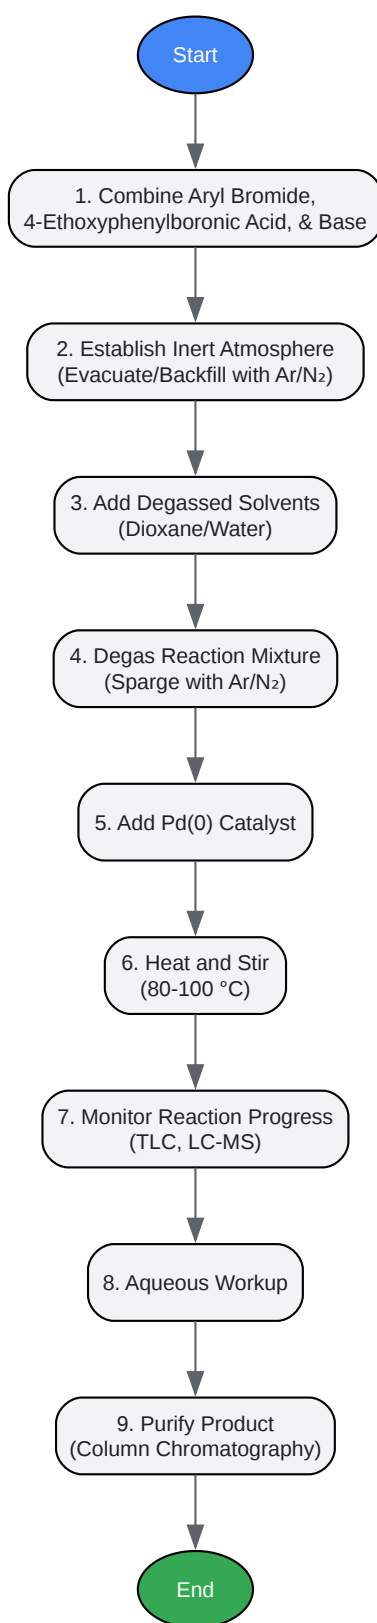 Start
1. Combine Aryl Bromide,
4-Ethoxyphenylboronic Acid, & Base
2. Establish Inert Atmosphere
(Evacuate/Backfill with Ar/N₂)
3. Add Degassed Solvents
(Dioxane/Water)
4. Degas Reaction Mixture
(Sparge with Ar/N₂)
5. Add Pd(0) Catalyst
6. Heat and Stir
(80-100 °C)
7. Monitor Reaction Progress
(TLC, LC-MS)
8. Aqueous Workup
9. Purify Product
(Column Chromatography)
End